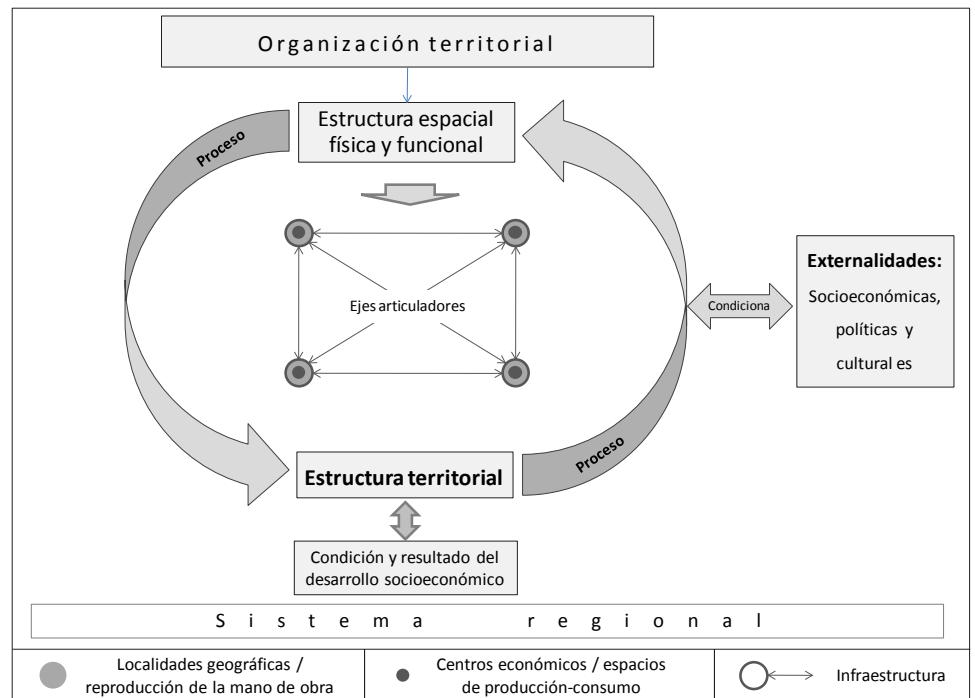 Organización territorial
Estructura espacial
física y funcional
Proceso
Ejes articuladores
Condiciona
Externalidades:
Socioeconómicas,
políticas y
cultural es
Proceso
Estructura territorial
Condición y resultado del
desarrollo socioeconómico
Sistema regional
Localidades geográficas /
reproducción de la mano de obra
Centros económicos / espacios
de producción-consumo
Infraestructura